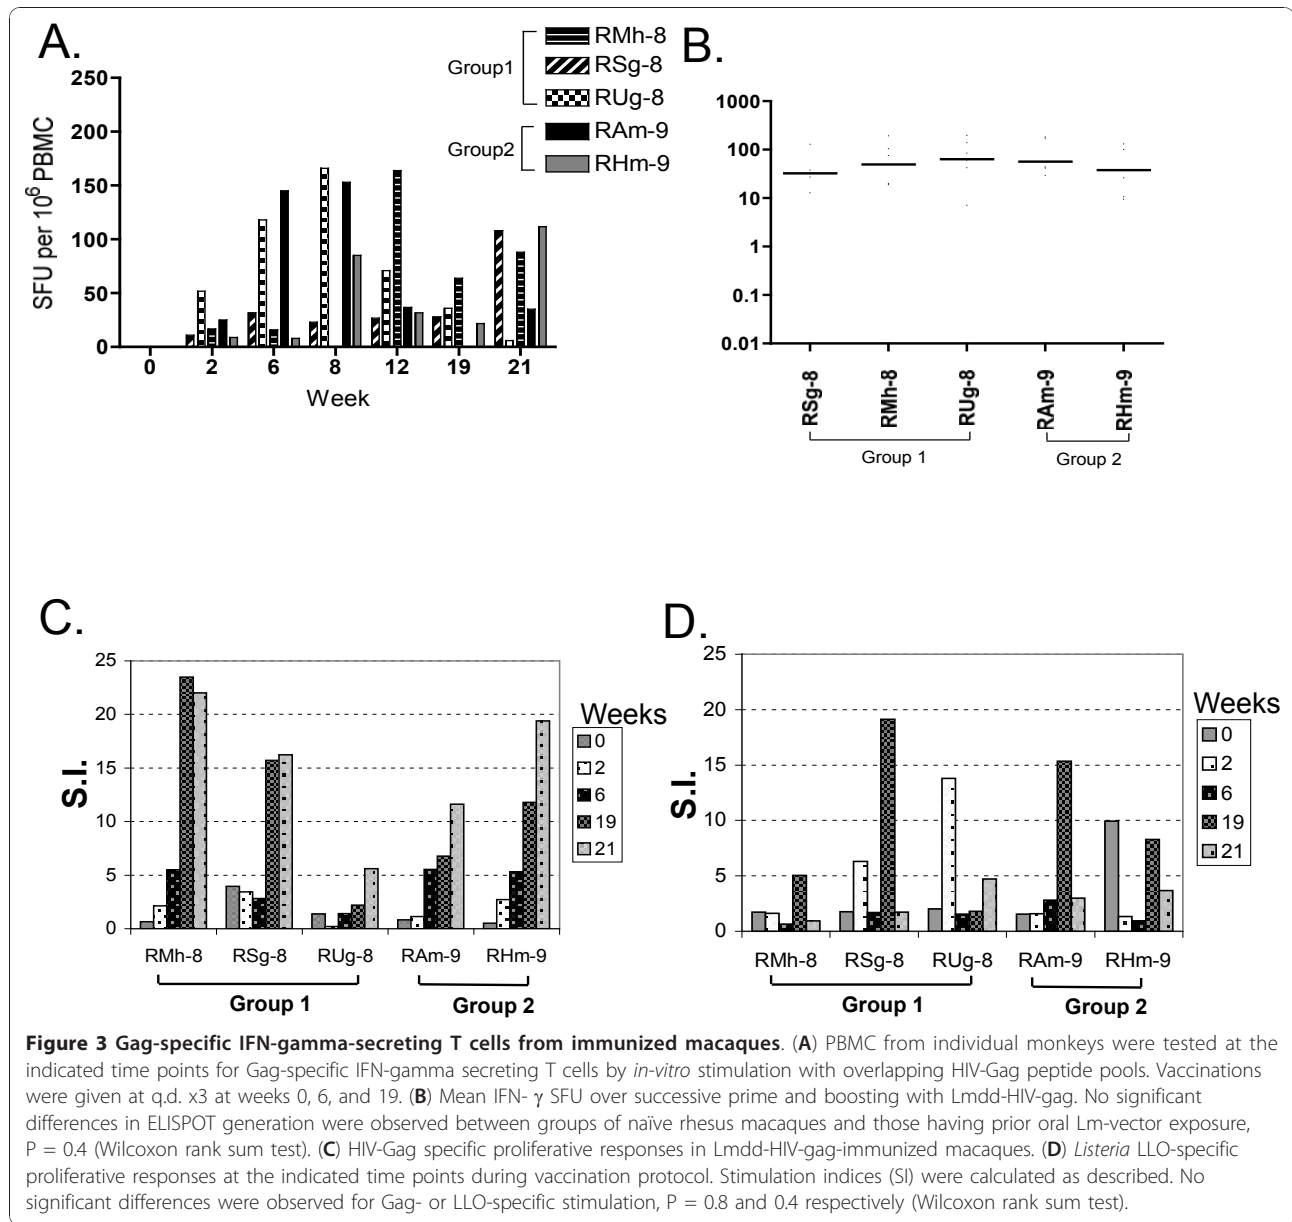 A.
Group1
RMh-8
RSg-8
RUg-8
Group2
RAm-9
RHm-9
SFU per 10⁶ PBMC
250
200
150
100
50
0
0 2 6 8 12 19 21
Week
B.
1000
100
10
1
0.1
0.01
RSg-8 RMh-8 RUg-8 RAm-9 RHm-9
Group 1 Group 2
C.
S.I.
25
20
15
10
5
0
RMh-8 RSg-8 RUg-8 RAm-9 RHm-9
Group 1 Group 2
Weeks
0
2
6
19
21
D.
S.I.
25
20
15
10
5
0
RMh-8 RSg-8 RUg-8 RAm-9 RHm-9
Group 1 Group 2
Weeks
0
2
6
19
21
Figure 3 Gag-specific IFN-gamma-secreting T cells from immunized macaques. (A) PBMC from individual monkeys were tested at the
indicated time points for Gag-specific IFN-gamma secreting T cells by in-vitro stimulation with overlapping HIV-Gag peptide pools. Vaccinations
were given at q.d. x3 at weeks 0, 6, and 19. (B) Mean IFN- γ SFU over successive prime and boosting with Lmdd-HIV-gag. No significant
differences in ELISPOT generation were observed between groups of naïve rhesus macaques and those having prior oral Lm-vector exposure,
P = 0.4 (Wilcoxon rank sum test). (C) HIV-Gag specific proliferative responses in Lmdd-HIV-gag-immunized macaques. (D) Listeria LLO-specific
proliferative responses at the indicated time points during vaccination protocol. Stimulation indices (SI) were calculated as described. No
significant differences were observed for Gag- or LLO-specific stimulation, P = 0.8 and 0.4 respectively (Wilcoxon rank sum test).